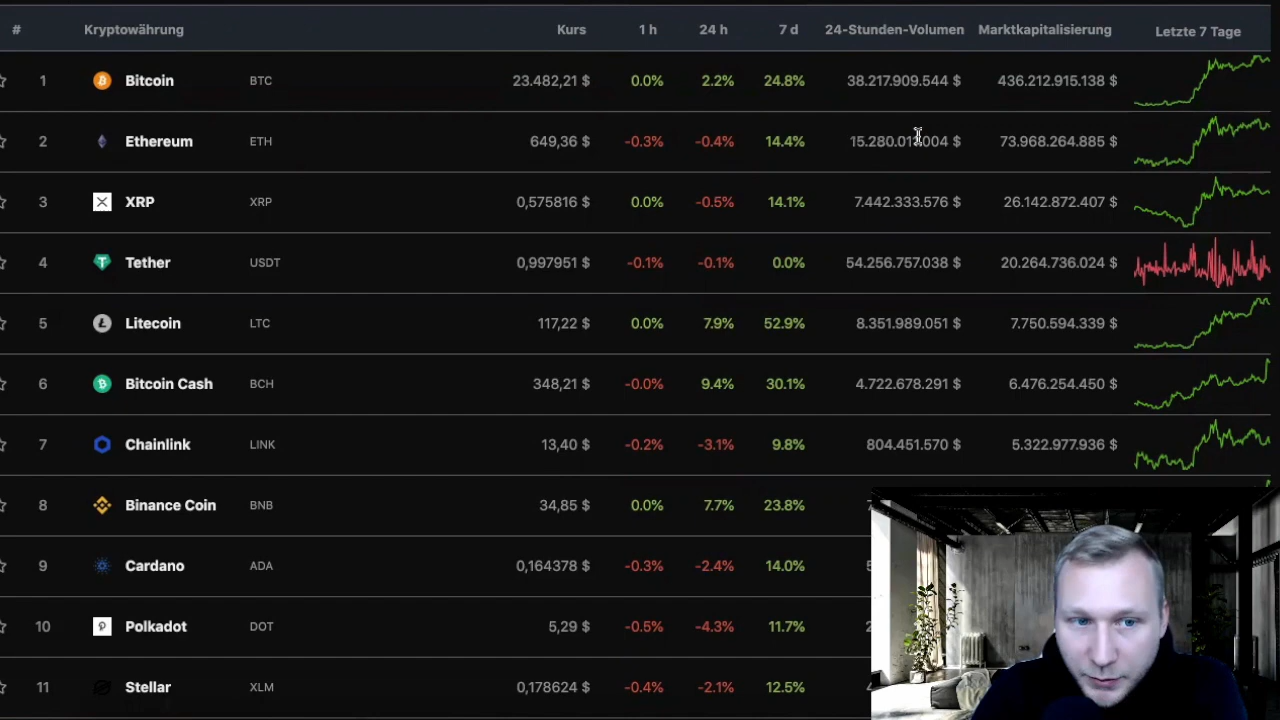 # Kryptowährung Kurs 1 h 24 h 7 d 24-Stunden-Volumen Marktkapitalisierung Letzte 7 Tage
1 Bitcoin BTC 23.482,21 $ 0.0% 2.2% 24.8% 38.217.909.544 $ 436.212.915.138 $
2 Ethereum ETH 649,36 $ -0.3% -0.4% 14.4% $ 73.968.264.885 $
3 XRP XRP 0,575816 $ 0.0% -0.5% 14.1% 7.442.333.576 $ 26.142.872.407 $
4 Tether USDT 0,997951 $ -0.1% -0.1% 0.0% 54.256.757.038 $ 20.264.736.024 $
5 Litecoin LTC 117,22 $ 0.0% 7.9% 52.9% 8.351.989.051 $ 7.750.594.339 $
6 Bitcoin Cash BCH 348,21 $ -0.0% 9.4% 30.1% 4.722.678.291 $ 6.476.254.450 $
7 Chainlink LINK 13,40 $ -0.2% -3.1% 9.8% 804.451.570 $ 5.322.977.936 $
8 Binance Coin BNB 34,85 $ 0.0% 7.7% 23.8%
9 Cardano ADA 0,164378 $ -0.3% -2.4% 14.0%
10 Polkadot DOT 5,29 $ -0.5% -4.3% 11.7%
11 Stellar XLM 0,178624 $ -0.4% -2.1% 12.5%